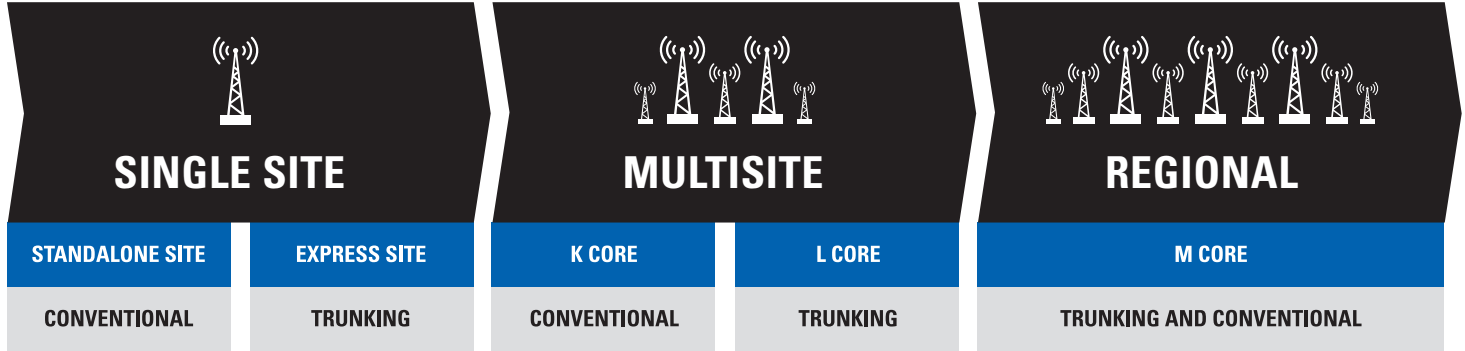 SINGLE SITE
MULTISITE
REGIONAL
STANDALONE SITE
EXPRESS SITE
K CORE
L CORE
M CORE
CONVENTIONAL
TRUNKING
CONVENTIONAL
TRUNKING
TRUNKING AND CONVENTIONAL